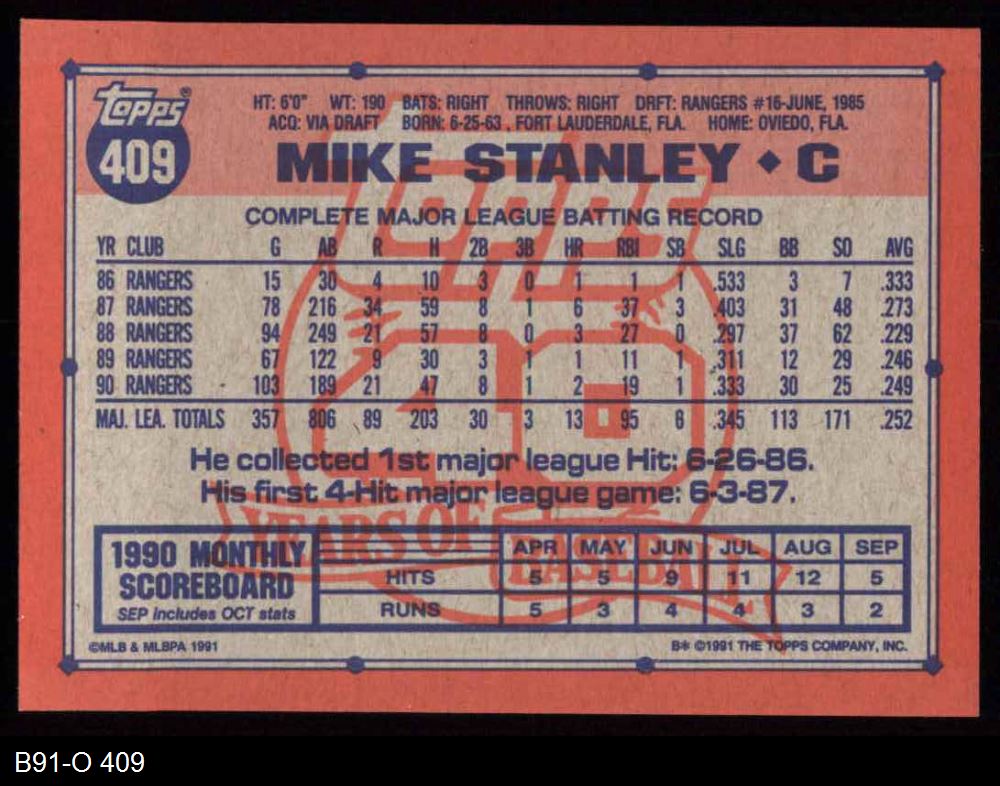 Topps®
409
HT: 6'0" WT: 190 BATS: RIGHT THROWS: RIGHT DRFT: RANGERS #16-JUNE, 1985
ACQ: VIA DRAFT BORN: 6-25-63, FORT LAUDERDALE, FLA. HOME: OVIEDO, FLA.
MIKE STANLEY ◆ C
COMPLETE MAJOR LEAGUE BATTING RECORD
YR CLUB G AB R H 2B 3B HR RBI SB SLG BB SO AVG
86 RANGERS 15 30 4 10 3 0 1 1 1 .533 3 7 .333
87 RANGERS 78 216 34 59 8 1 6 37 3 .403 31 48 .273
88 RANGERS 94 249 21 57 8 0 3 27 0 .297 37 62 .229
89 RANGERS 67 122 9 30 3 1 1 11 1 .311 12 29 .246
90 RANGERS 103 189 21 47 8 1 2 19 1 .333 30 25 .249
MAJ. LEA. TOTALS 357 806 89 203 30 3 13 95 6 .345 113 171 .252
He collected 1st major league Hit: 6-26-86.
His first 4-Hit major league game: 6-3-87.
Topps
40
YEARS OF BASEBALL
1990 MONTHLY SCOREBOARD
SEP includes OCT stats
APR MAY JUN JUL AUG SEP
HITS 5 5 9 11 12 5
RUNS 5 3 4 4 3 2
©MLB & MLBPA 1991 B* ©1991 THE TOPPS COMPANY, INC.
B91-O 409